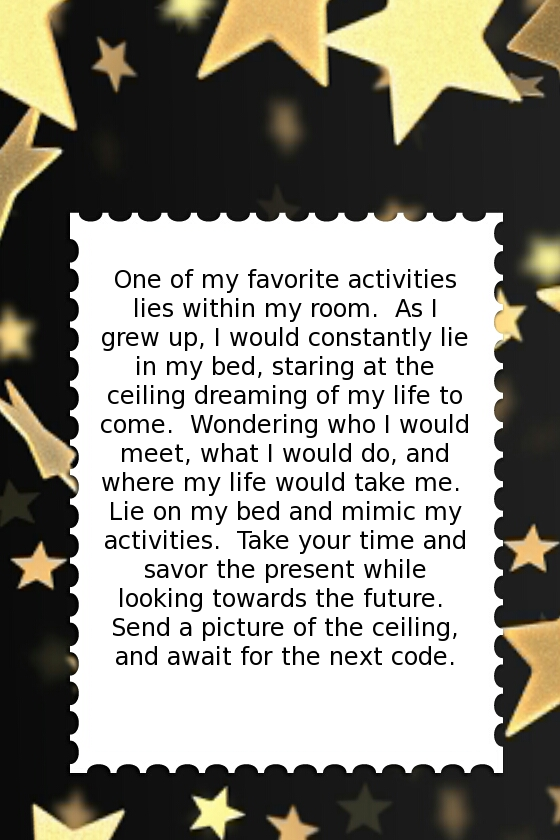 One of my favorite activities
lies within my room.  As I
grew up, I would constantly lie
in my bed, staring at the
ceiling dreaming of my life to
come.  Wondering who I would
meet, what I would do, and
where my life would take me.
Lie on my bed and mimic my
activities.  Take your time and
savor the present while
looking towards the future.
Send a picture of the ceiling,
and await for the next code.